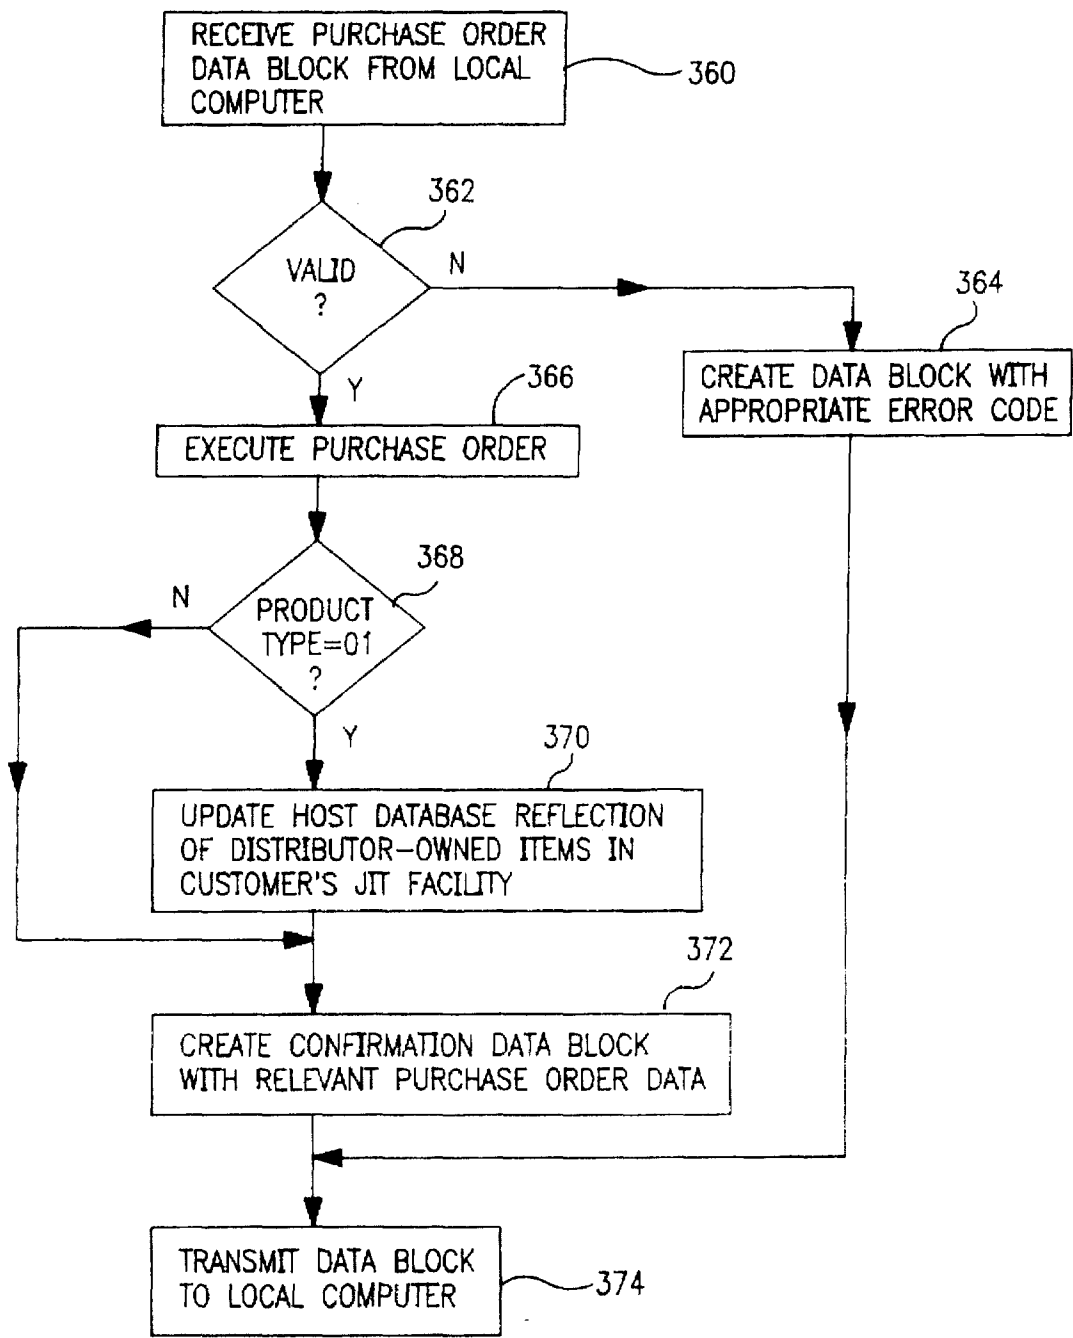 RECEIVE PURCHASE ORDER
DATA BLOCK FROM LOCAL
COMPUTER
360
362
VALID
?
N
Y
364
CREATE DATA BLOCK WITH
APPROPRIATE ERROR CODE
366
EXECUTE PURCHASE ORDER
368
PRODUCT
TYPE=01
?
N
Y
370
UPDATE HOST DATABASE REFLECTION
OF DISTRIBUTOR-OWNED ITEMS IN
CUSTOMER'S JIT FACILITY
372
CREATE CONFIRMATION DATA BLOCK
WITH RELEVANT PURCHASE ORDER DATA
TRANSMIT DATA BLOCK
TO LOCAL COMPUTER
374